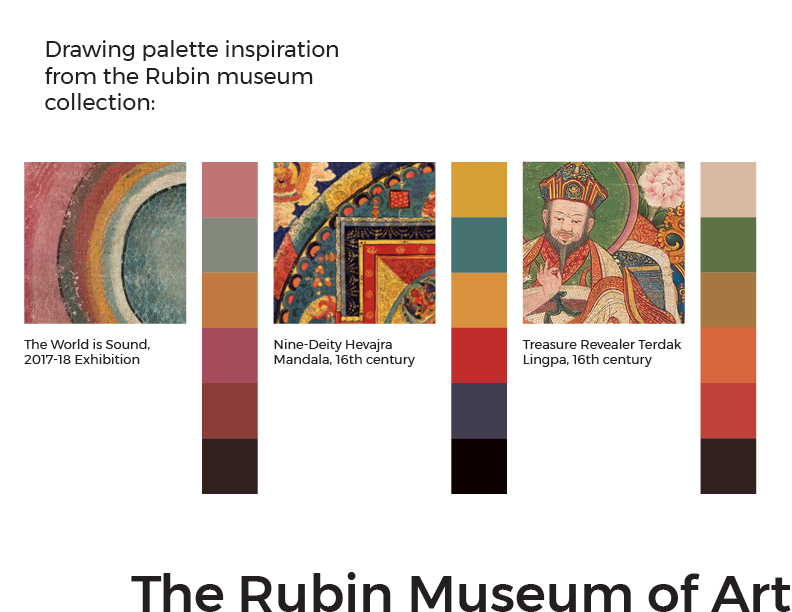 Drawing palette inspiration
from the Rubin museum
collection:
The World is Sound,
2017-18 Exhibition
Nine-Deity Hevajra
Mandala, 16th century
Treasure Revealer Terdak
Lingpa, 16th century
The Rubin Museum of Art